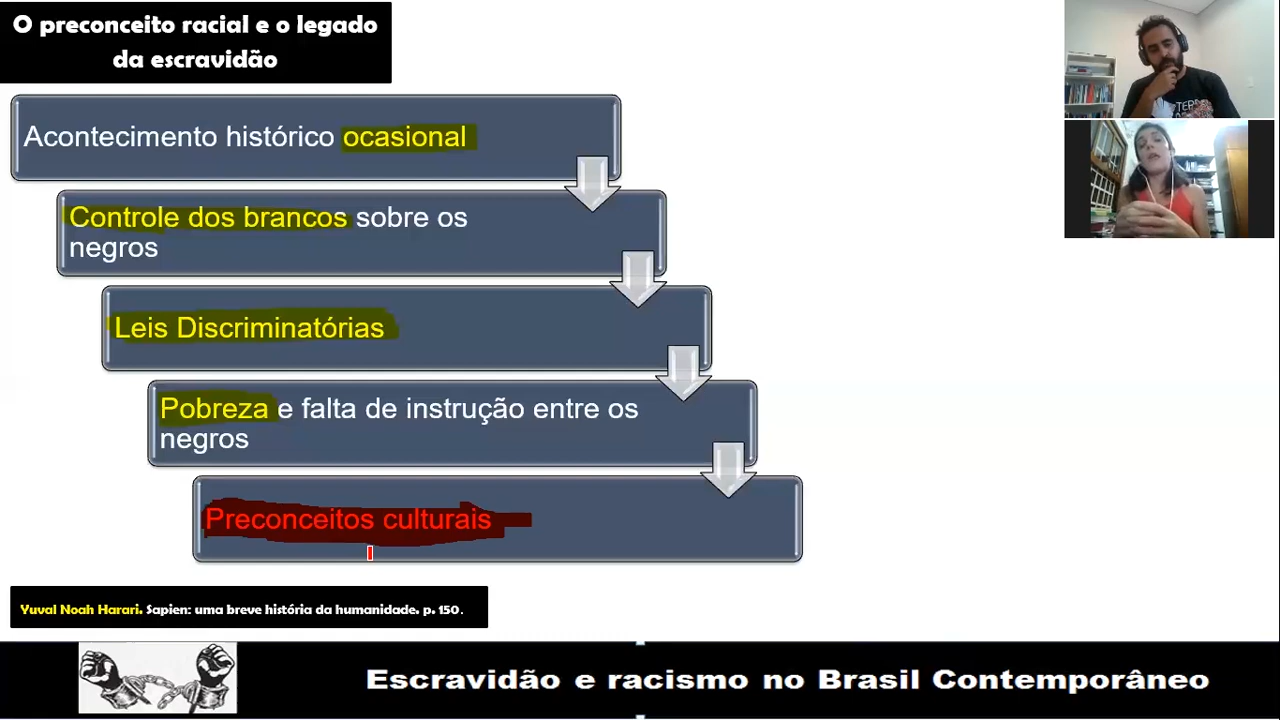 O preconceito racial e o legado
da escravidão
Acontecimento histórico ocasional
Controle dos brancos sobre os
negros
Leis Discriminatórias
Pobreza e falta de instrução entre os
negros
Preconceitos culturais
Yuval Noah Harari. Sapien: uma breve história da humanidade. p. 150.
Escravidão e racismo no Brasil Contemporâneo